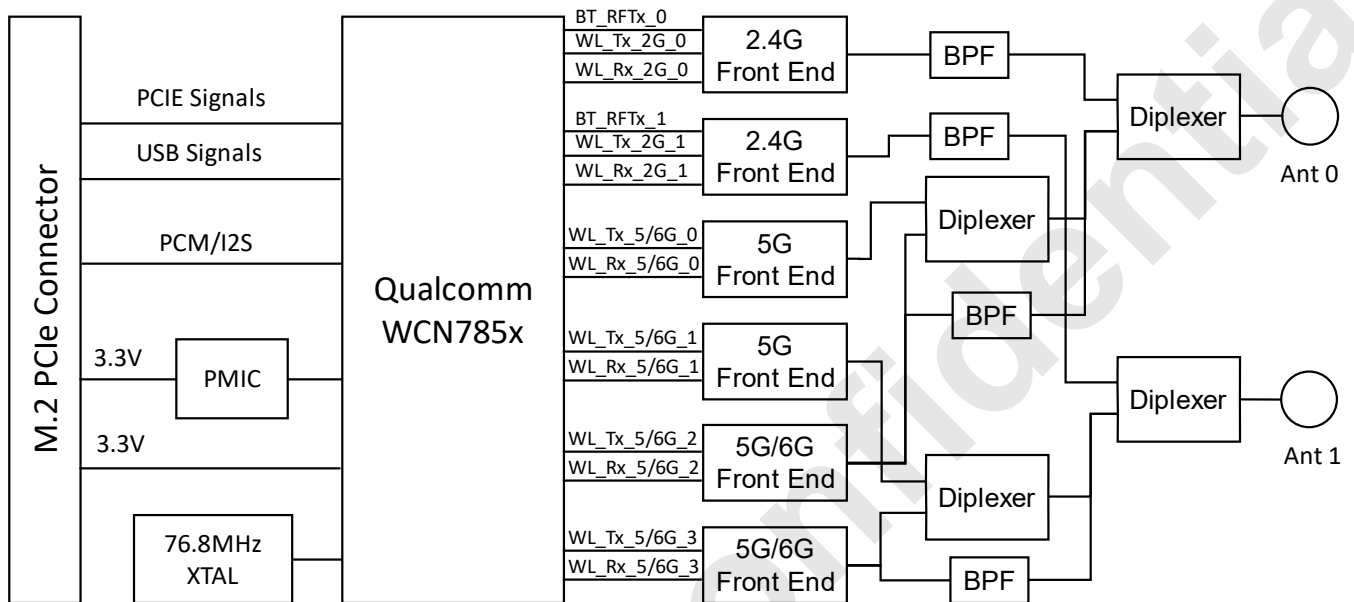 M.2 PCIe Connector
PCIE Signals
USB Signals
PCM/I2S
3.3V
PMIC
3.3V
76.8MHz
XTAL
Qualcomm
WCN785x
BT_RFTx_0
WL_Tx_2G_0
WL_Rx_2G_0
BT_RFTx_1
WL_Tx_2G_1
WL_Rx_2G_1
WL_Tx_5/6G_0
WL_Rx_5/6G_0
WL_Tx_5/6G_1
WL_Rx_5/6G_1
WL_Tx_5/6G_2
WL_Rx_5/6G_2
WL_Tx_5/6G_3
WL_Rx_5/6G_3
2.4G
Front End
2.4G
Front End
5G
Front End
5G
Front End
5G/6G
Front End
5G/6G
Front End
BPF
BPF
Diplexer
BPF
Diplexer
BPF
Diplexer
Ant 0
Diplexer
Ant 1
onfidentia